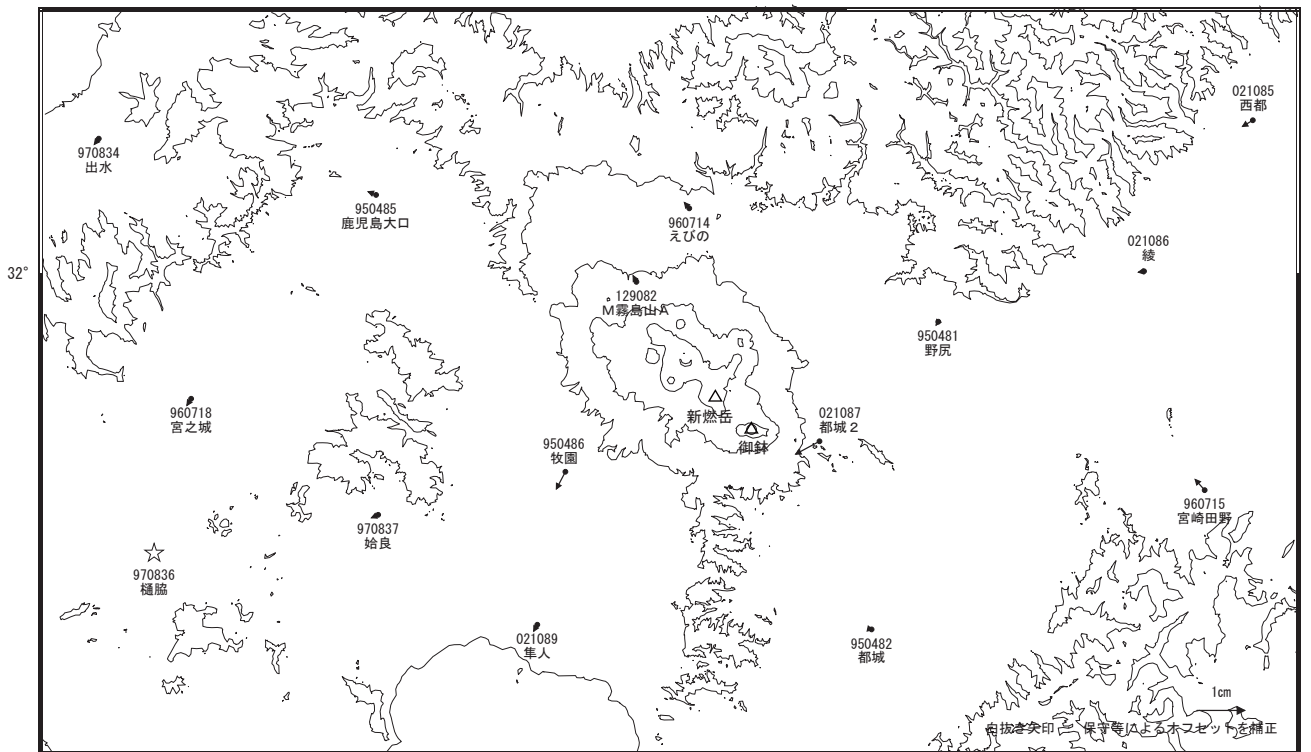 021085
西都
970834
出水
950485
鹿児島大口
960714
えびの
021086
綾
32°
129082
M霧島山A
950481
野尻
960718
宮之城
新燃岳
021087
都城2
御鉢
950486
牧園
960715
宮崎田野
970837
姶良
970836
樋脇
021089
隼人
950482
都城
1cm
白抜き矢印 ： 保守等によるオフセットを補正